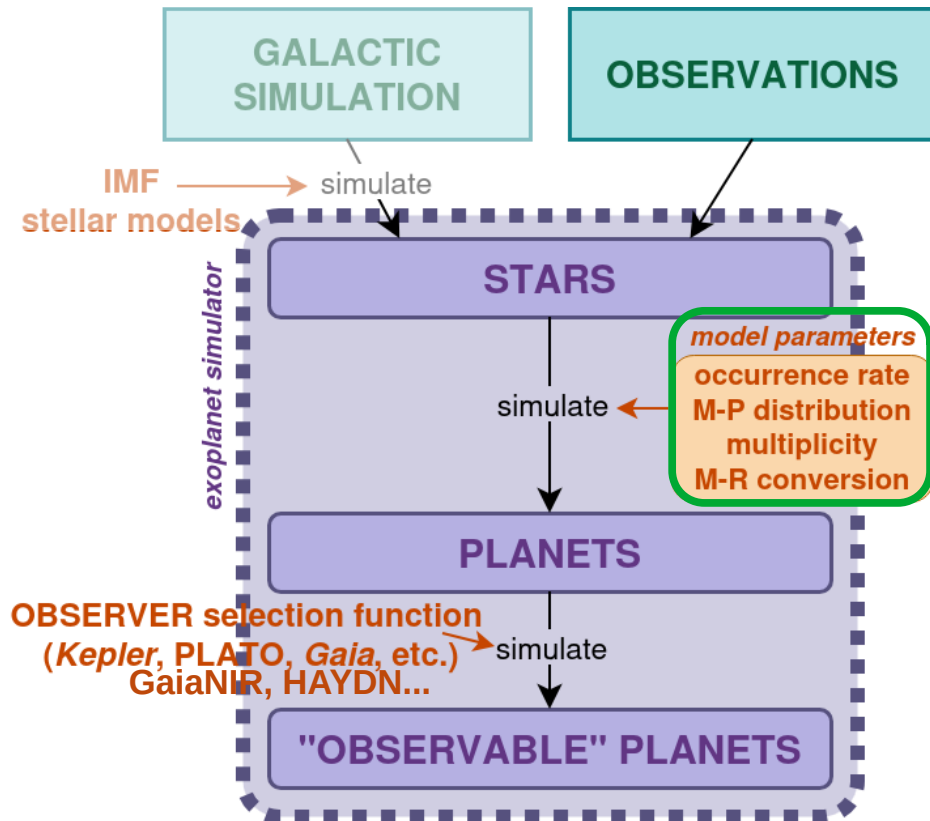 GALACTIC
SIMULATION
OBSERVATIONS
IMF
stellar models
simulate
exoplanet simulator
STARS
model parameters
occurrence rate
M-P distribution
multiplicity
M-R conversion
simulate
PLANETS
OBSERVER selection function
(Kepler, PLATO, Gaia, etc.)
GaiaNIR, HAYDN...
simulate
"OBSERVABLE" PLANETS